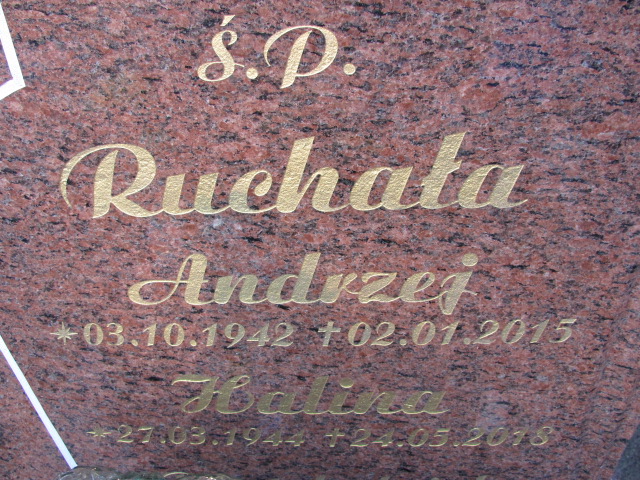 ś.P.
Ruchała
Andrzej
*03.10.1942 †02.01.2015
Halina
*27.03.1944 †24.05.2018